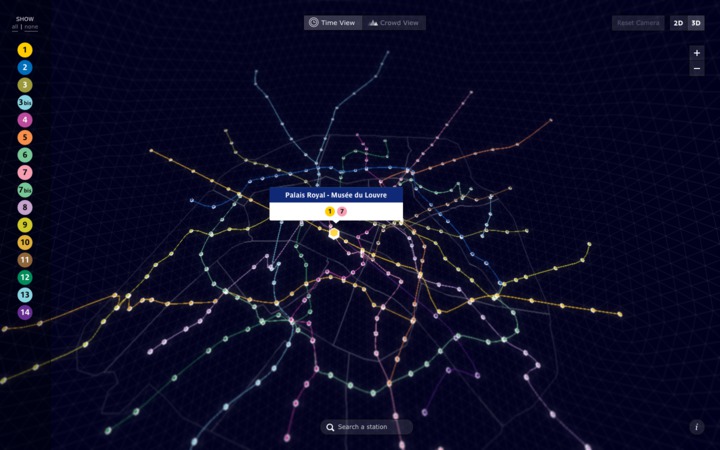 SHOW
all | none
1
2
3
3bis
4
5
6
7
7bis
8
9
10
11
12
13
14
Time View
Crowd View
Reset Camera
2D
3D
+
−
Palais Royal - Musée du Louvre
1 7
Search a station
i